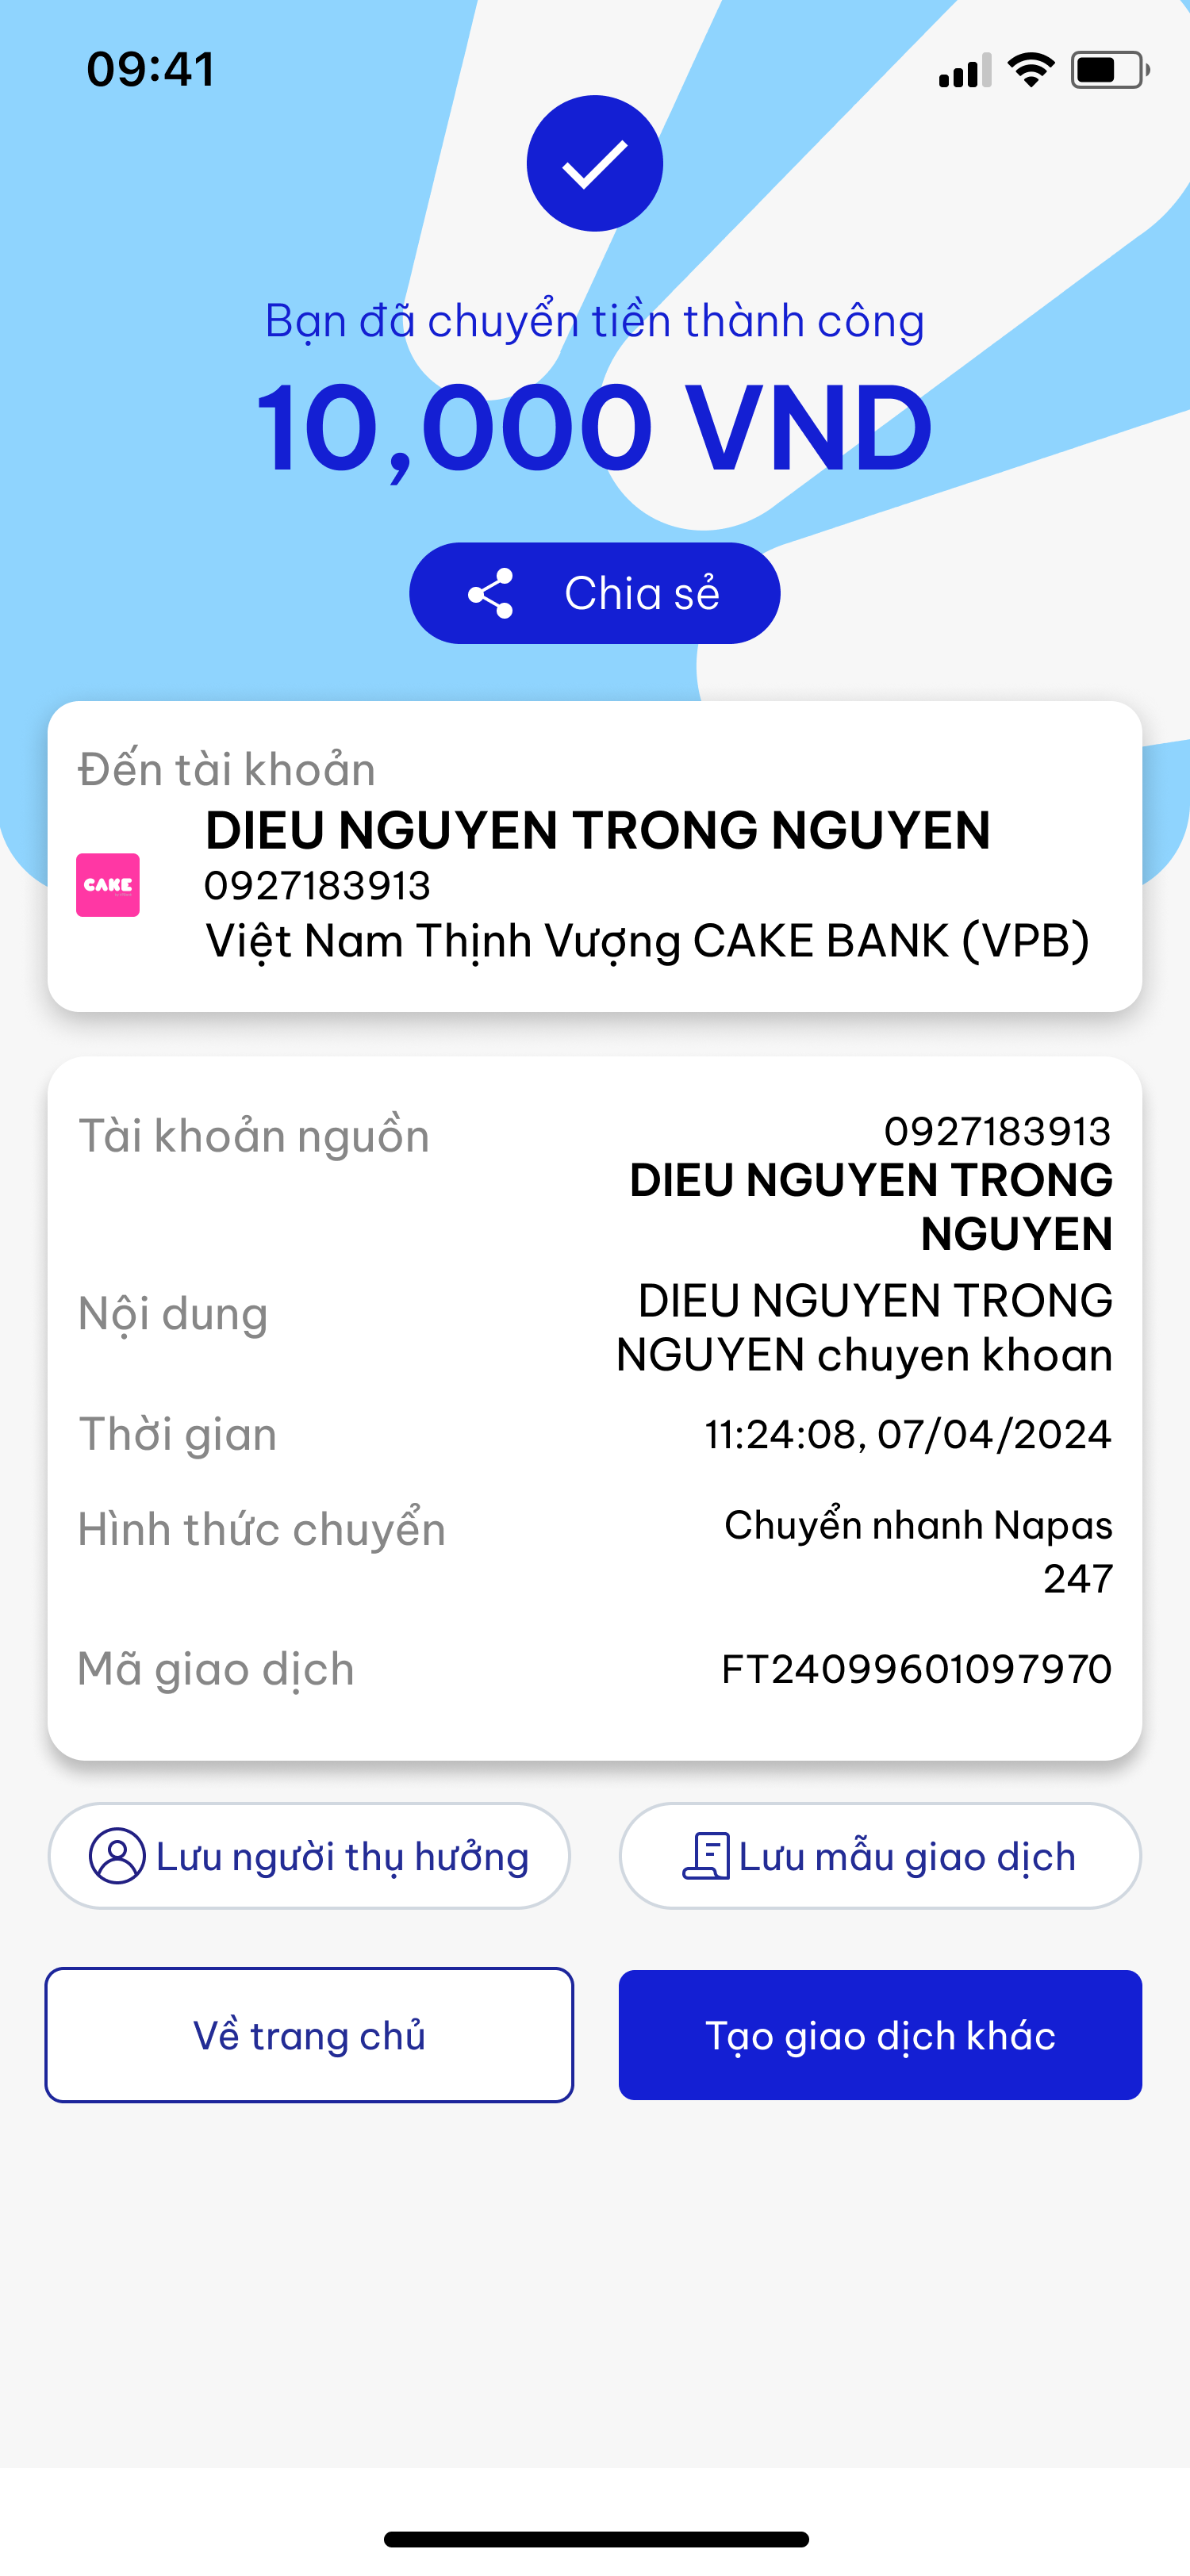 09:41
Bạn đã chuyển tiền thành công
10,000 VND
Chia sẻ
Đến tài khoản
DIEU NGUYEN TRONG NGUYEN
CAKE
0927183913
Việt Nam Thịnh Vượng CAKE BANK (VPB)
Tài khoản nguồn
0927183913
DIEU NGUYEN TRONG
NGUYEN
Nội dung
DIEU NGUYEN TRONG
NGUYEN chuyen khoan
Thời gian
11:24:08, 07/04/2024
Hình thức chuyển
Chuyển nhanh Napas
247
Mã giao dịch
FT24099601097970
Lưu người thụ hưởng
Lưu mẫu giao dịch
Về trang chủ
Tạo giao dịch khác